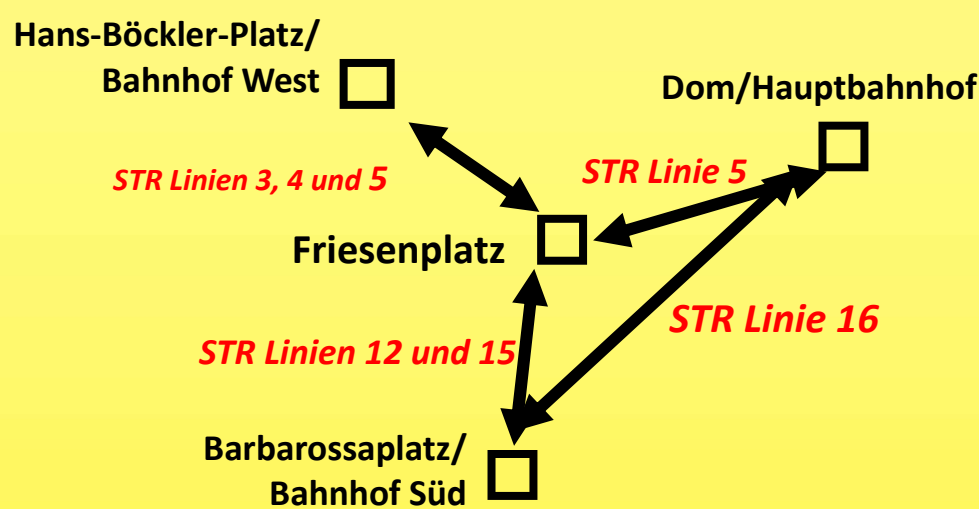 Hans-Böckler-Platz/
Bahnhof West
Dom/Hauptbahnhof
STR Linien 3, 4 und 5
STR Linie 5
Friesenplatz
STR Linie 16
STR Linien 12 und 15
Barbarossaplatz/
Bahnhof Süd